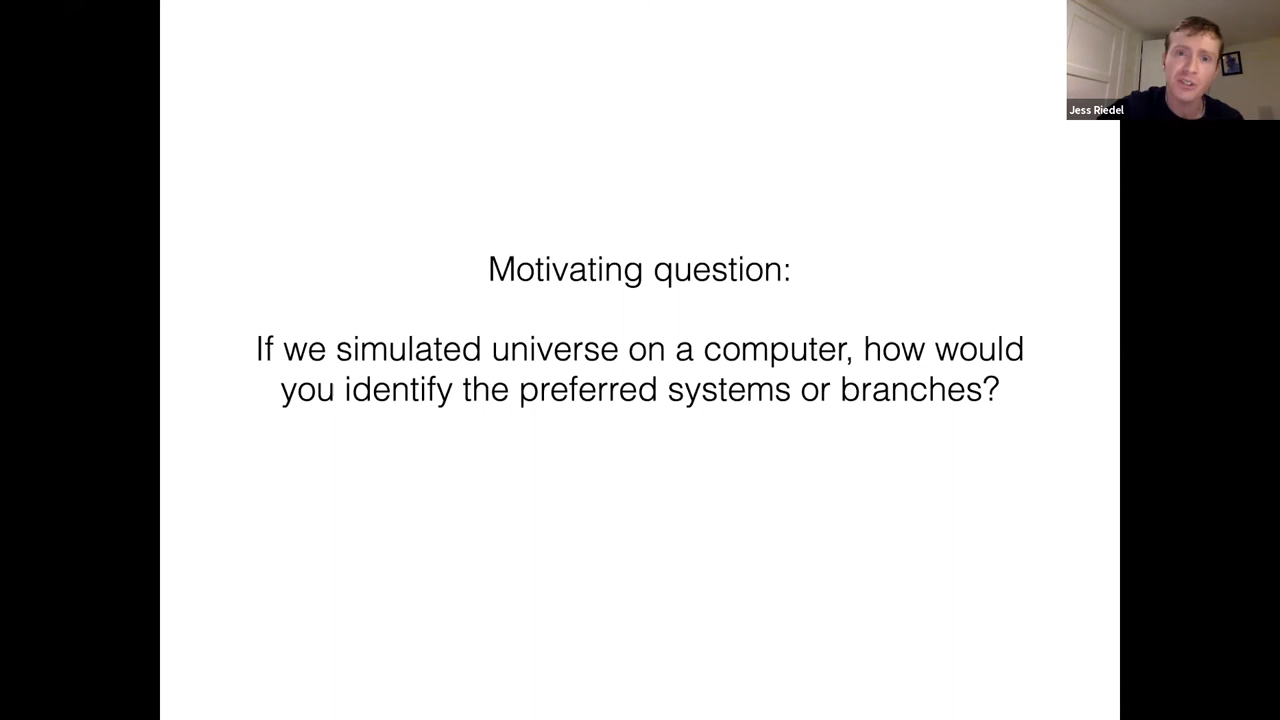 Jess Riedel
Motivating question:
If we simulated universe on a computer, how would
you identify the preferred systems or branches?